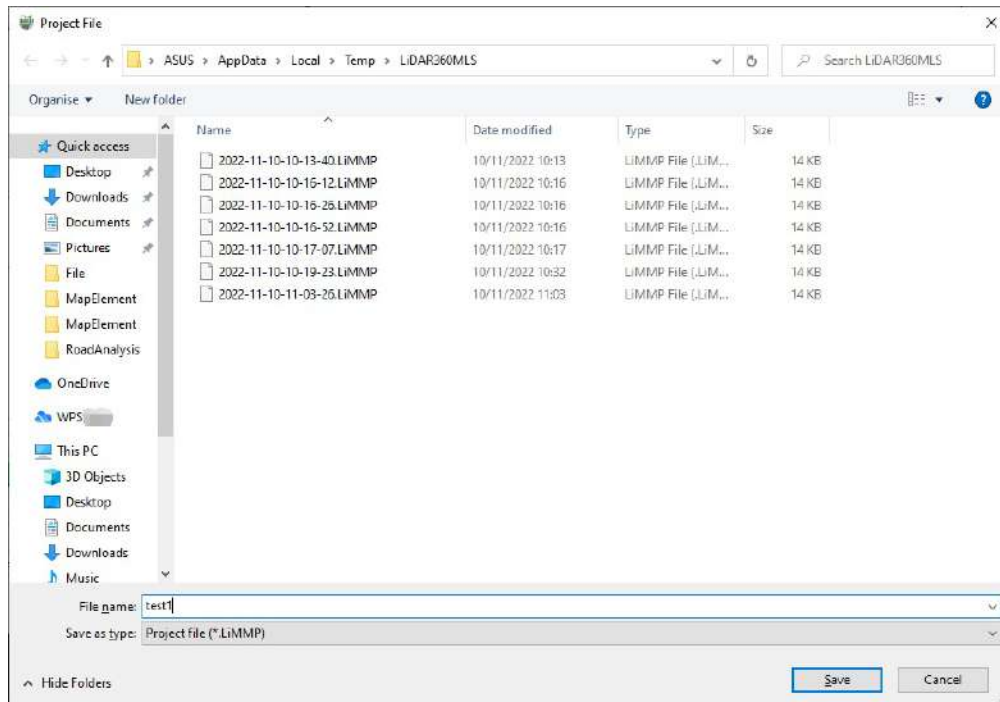 Project File
ASUS > AppData > Local > Temp > LiDAR360MLS
Search LiDAR360MLS
Organise
New folder
Name
Date modified
Type
Size
Quick access
Desktop
Downloads
Documents
Pictures
File
MapElement
MapElement
RoadAnalysis
OneDrive
WPS
This PC
3D Objects
Desktop
Documents
Downloads
Music
2022-11-10-10-13-40.LiMMP 10/11/2022 10:13 LiMMP File (.LiM... 14 KB
2022-11-10-10-16-12.LiMMP 10/11/2022 10:16 LiMMP File (.LiM... 14 KB
2022-11-10-10-16-26.LiMMP 10/11/2022 10:16 LiMMP File (.LiM... 14 KB
2022-11-10-10-16-52.LiMMP 10/11/2022 10:16 LiMMP File (.LiM... 14 KB
2022-11-10-10-17-07.LiMMP 10/11/2022 10:17 LiMMP File (.LiM... 14 KB
2022-11-10-10-19-23.LiMMP 10/11/2022 10:32 LiMMP File (.LiM... 14 KB
2022-11-10-11-03-26.LiMMP 10/11/2022 11:03 LiMMP File (.LiM... 14 KB
File name: test1
Save as type: Project file (*.LiMMP)
Hide Folders
Save
Cancel